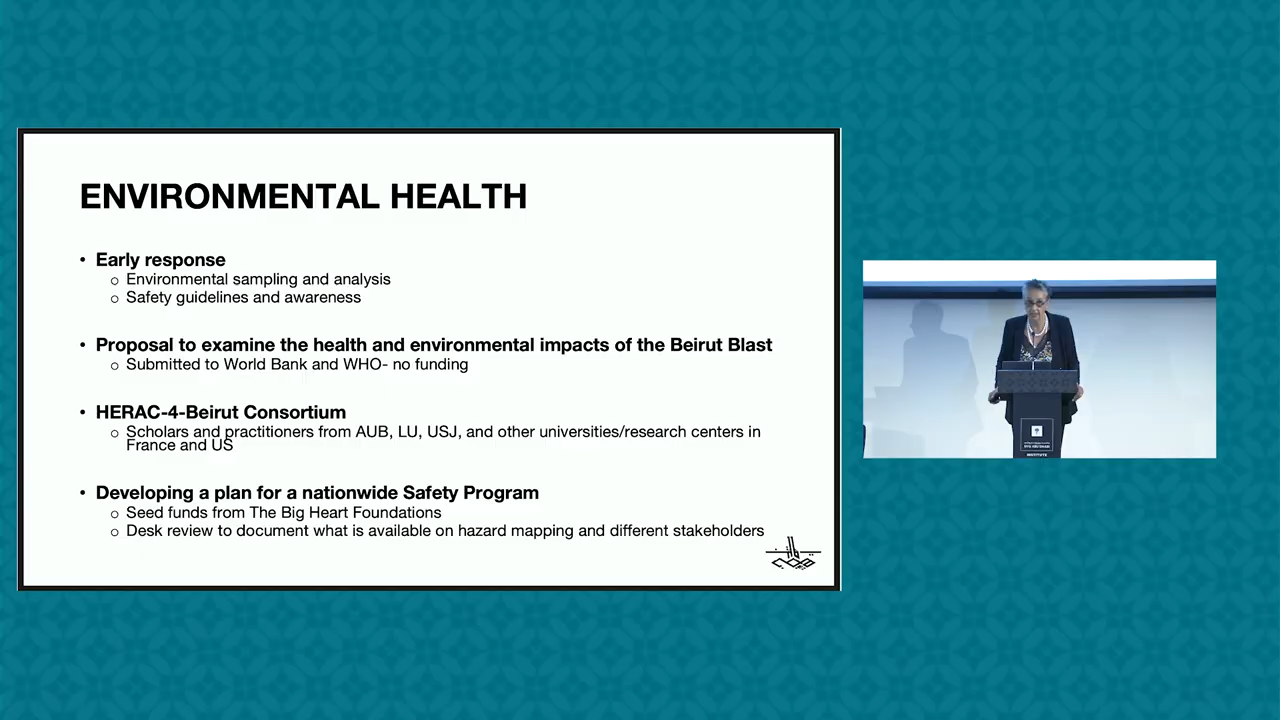 ENVIRONMENTAL HEALTH
• Early response
o Environmental sampling and analysis
o Safety guidelines and awareness
• Proposal to examine the health and environmental impacts of the Beirut Blast
o Submitted to World Bank and WHO- no funding
• HERAC-4-Beirut Consortium
o Scholars and practitioners from AUB, LU, USJ, and other universities/research centers in
France and US
• Developing a plan for a nationwide Safety Program
o Seed funds from The Big Heart Foundations
o Desk review to document what is available on hazard mapping and different stakeholders
NYU ABU DHABI
INSTITUTE